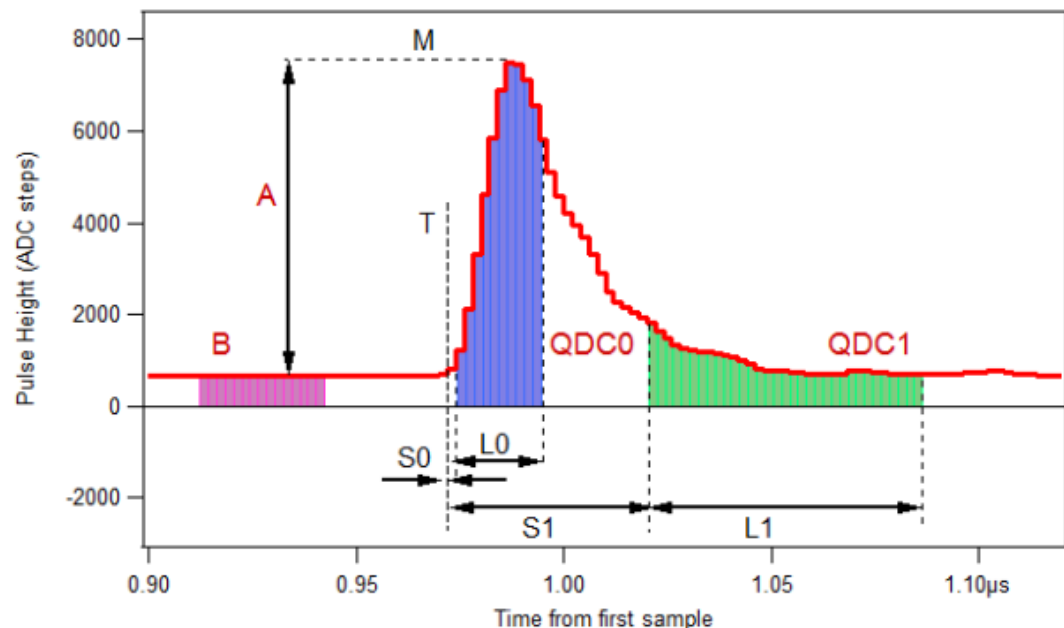 8000
M
6000
A
T
4000
Pulse Height (ADC steps)
2000
B
QDC0
QDC1
0
S0
L0
-2000
S1
L1
0.90
0.95
1.00
1.05
1.10µs
Time from first sample